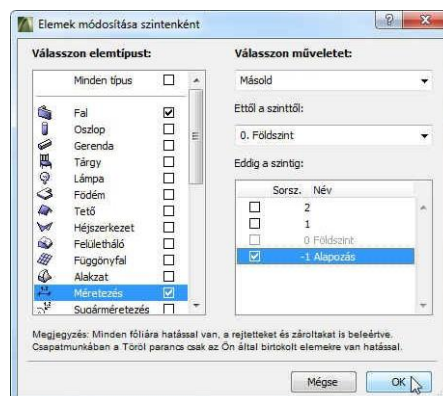 Elemek módosítása szintenként
Válasszon elemtípust:
Minden típus
Fal
Oszlop
Gerenda
Tárgy
Lámpa
Födém
Tető
Héjszerkezet
Felületháló
Függönyfal
Alakzat
Méretezés
Sugárméretezés
Válasszon műveletet:
Másold
Ettől a szinttől:
0. Földszint
Eddig a szintig:
Sorsz. Név
2
1
0 Földszint
-1 Alapozás
Megjegyzés: Minden fóliára hatással van, a rejtetteket és zároltakat is beleértve.
Csapatmunkában a Töröl parancs csak az Ön által birtokolt elemekre van hatással.
Mégse
OK